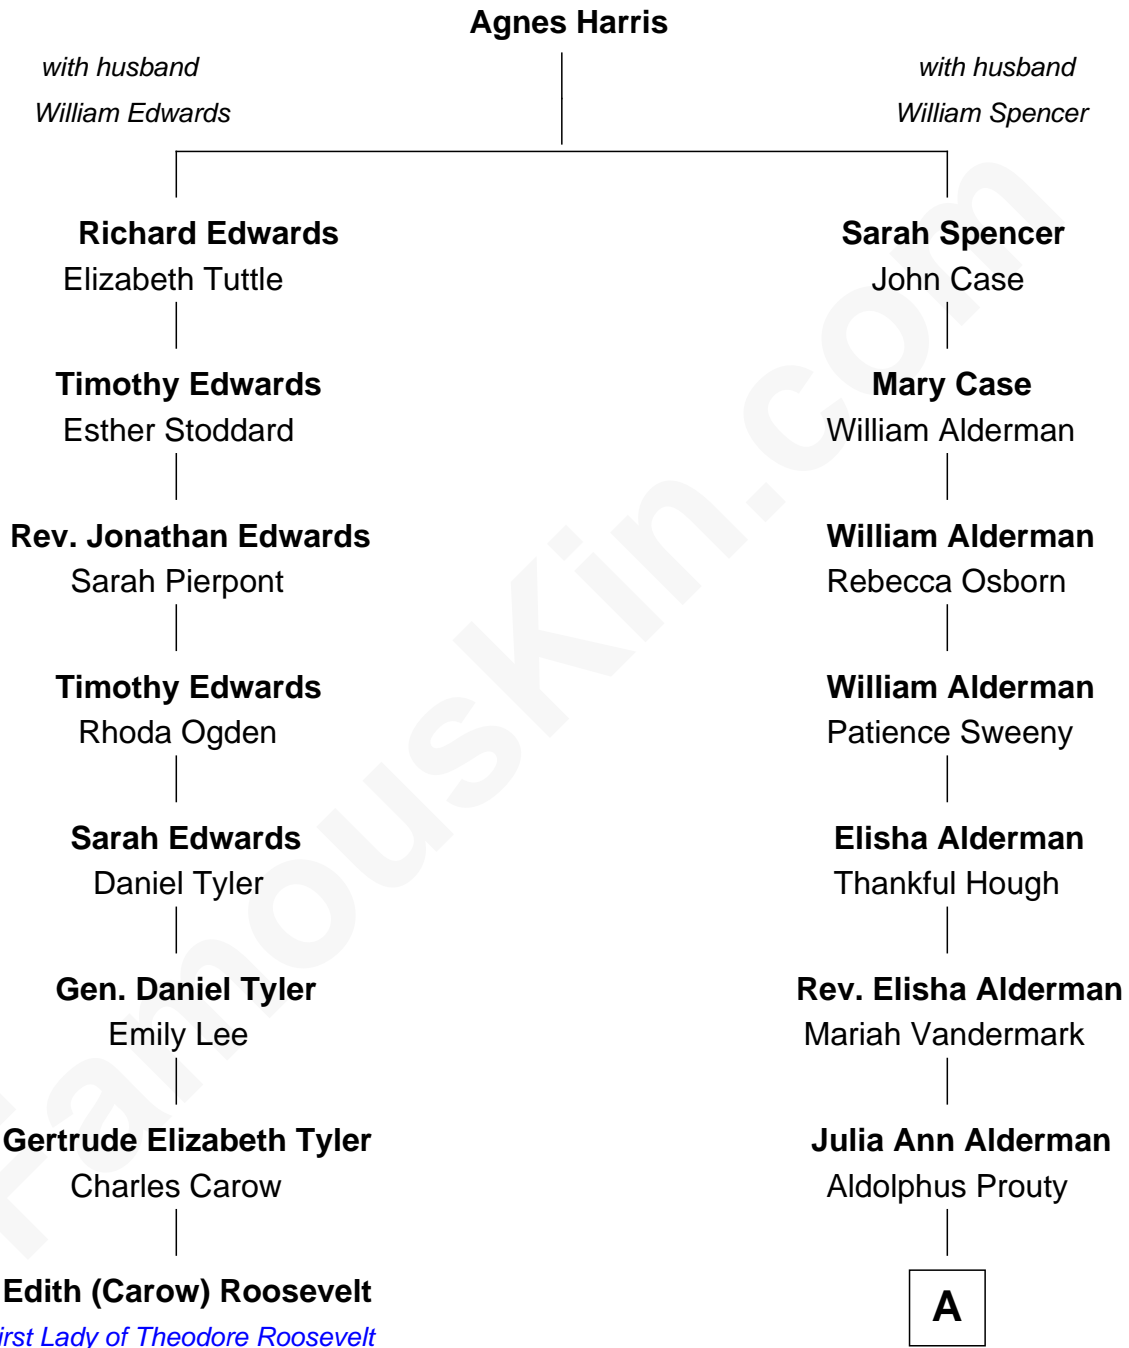 Agnes Harris
with husband
William Edwards
with husband
William Spencer
Richard Edwards
Elizabeth Tuttle
Sarah Spencer
John Case
Timothy Edwards
Esther Stoddard
Mary Case
William Alderman
Rev. Jonathan Edwards
Sarah Pierpont
William Alderman
Rebecca Osborn
Timothy Edwards
Rhoda Ogden
William Alderman
Patience Sweeny
Sarah Edwards
Daniel Tyler
Elisha Alderman
Thankful Hough
Gen. Daniel Tyler
Emily Lee
Rev. Elisha Alderman
Mariah Vandermark
Gertrude Elizabeth Tyler
Charles Carow
Julia Ann Alderman
Aldolphus Prouty
Edith (Carow) Roosevelt
irst Lady of Theodore Roosevelt
A
FamousKin.com